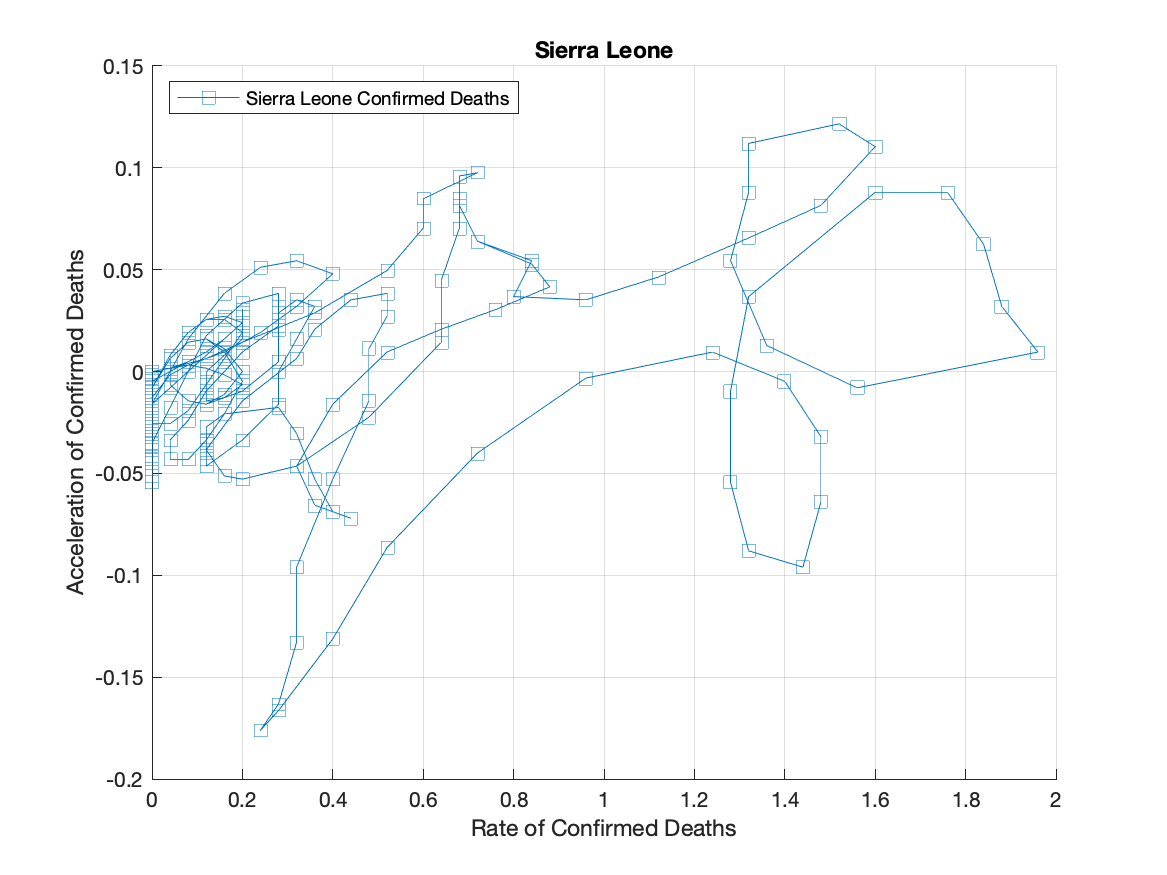 Sierra Leone
Sierra Leone Confirmed Deaths
0.15
0.1
0.05
0
-0.05
-0.1
-0.15
-0.2
Acceleration of Confirmed Deaths
0 0.2 0.4 0.6 0.8 1 1.2 1.4 1.6 1.8 2
Rate of Confirmed Deaths